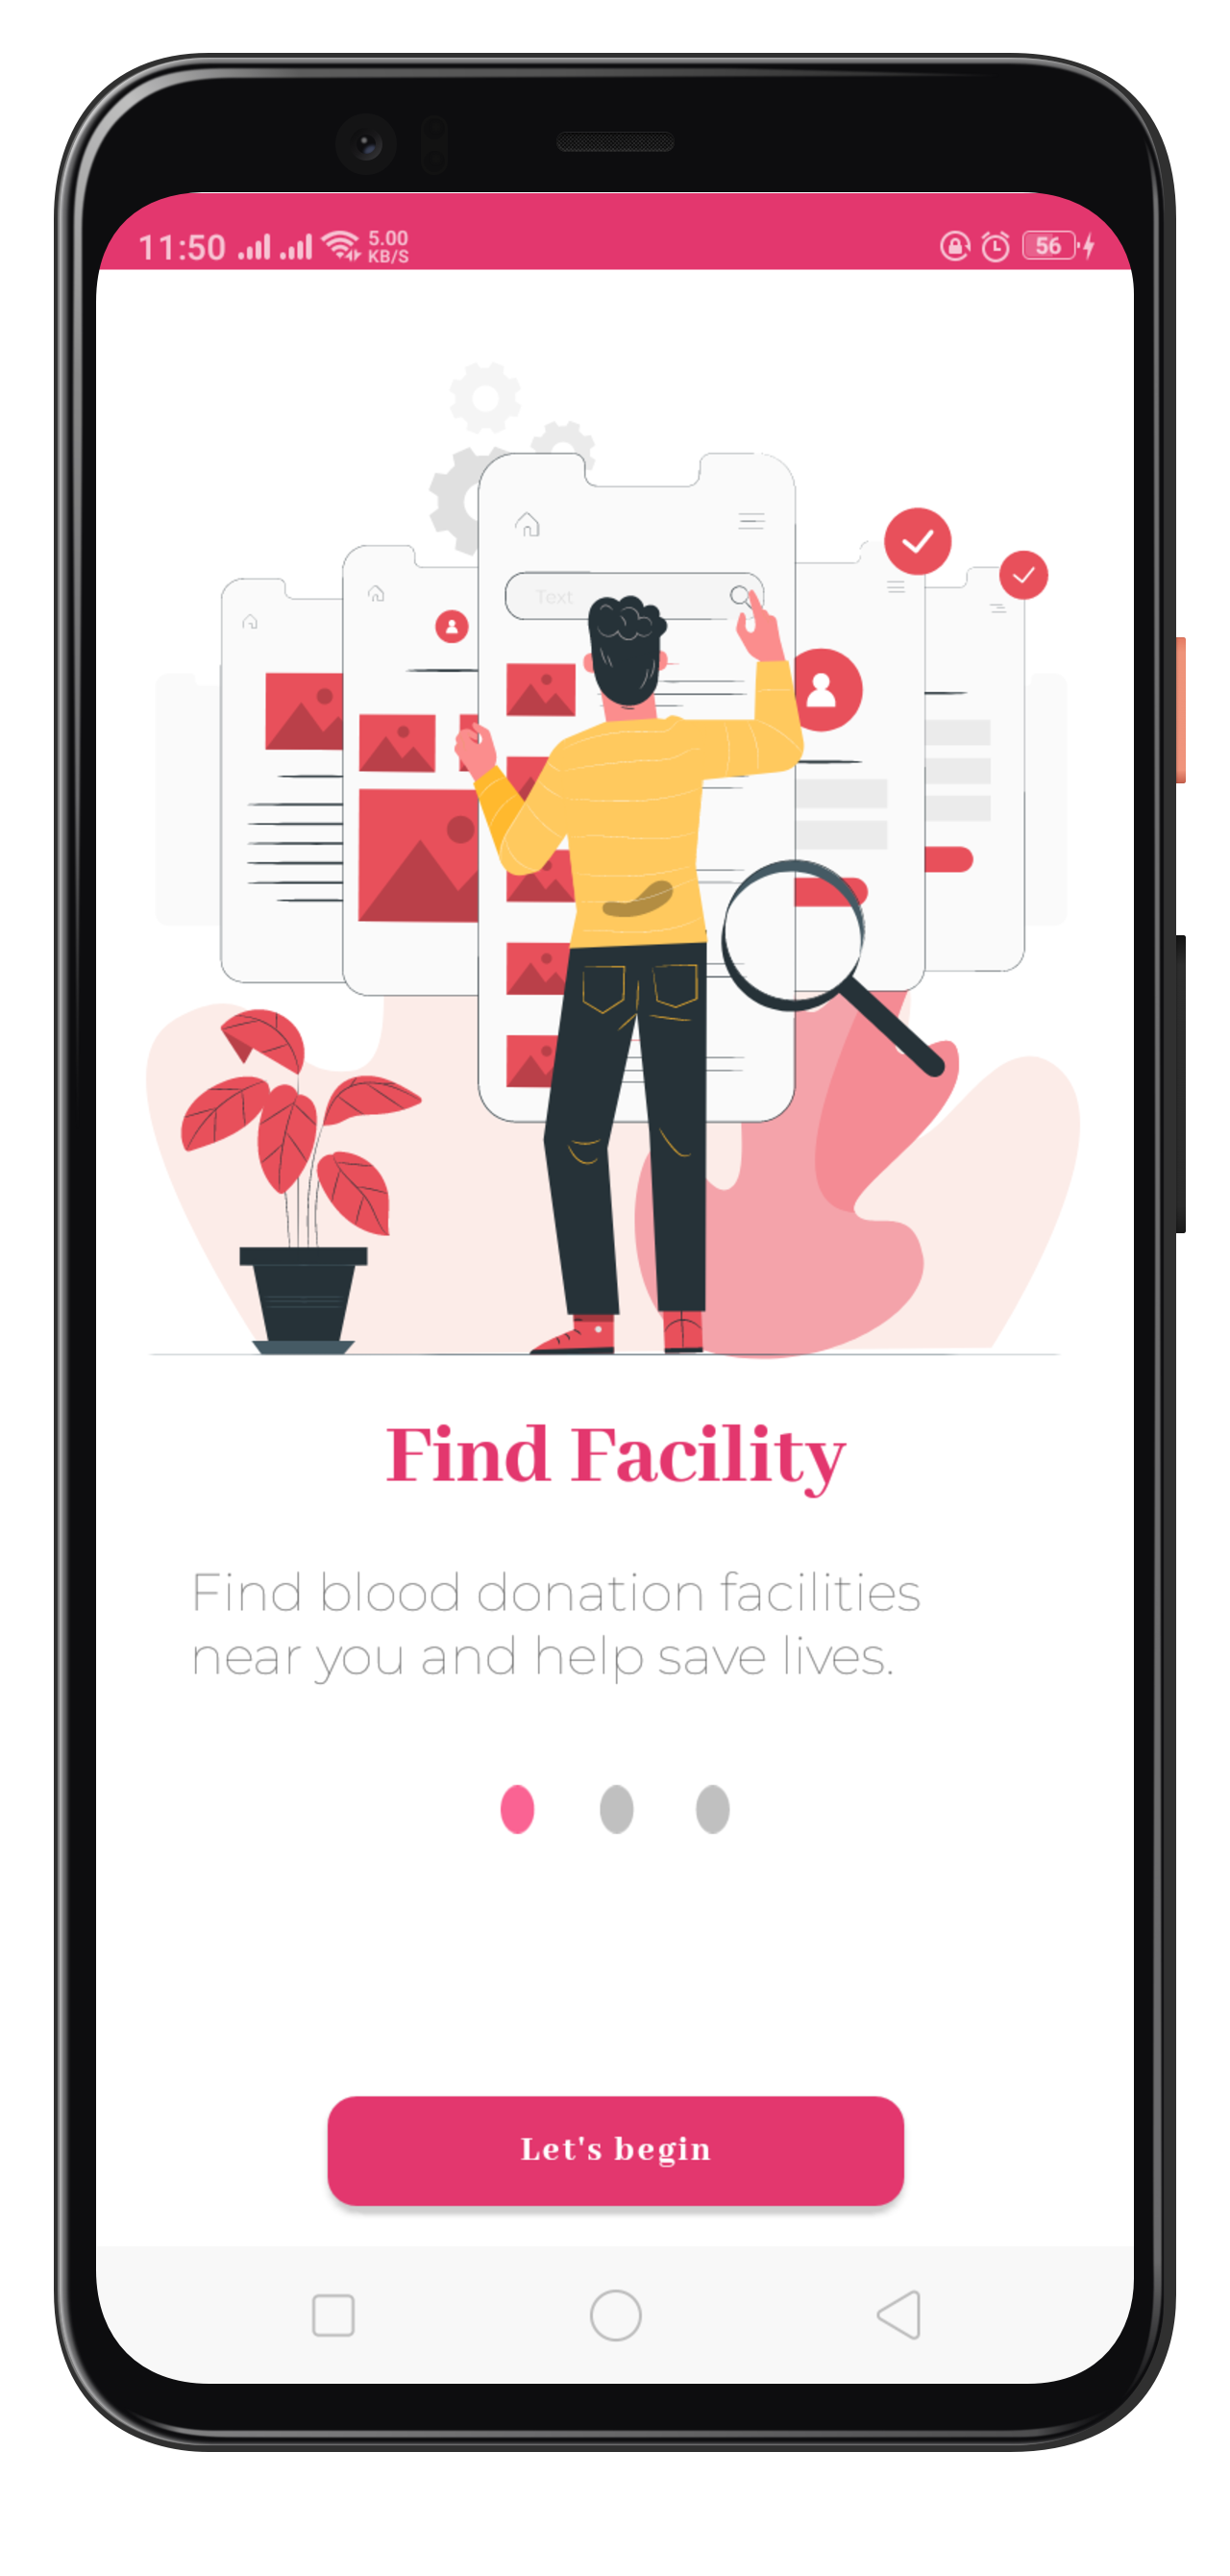 11:50 5.00
KB/S
56
Text
Find Facility
Find blood donation facilities
near you and help save lives.
Let's begin